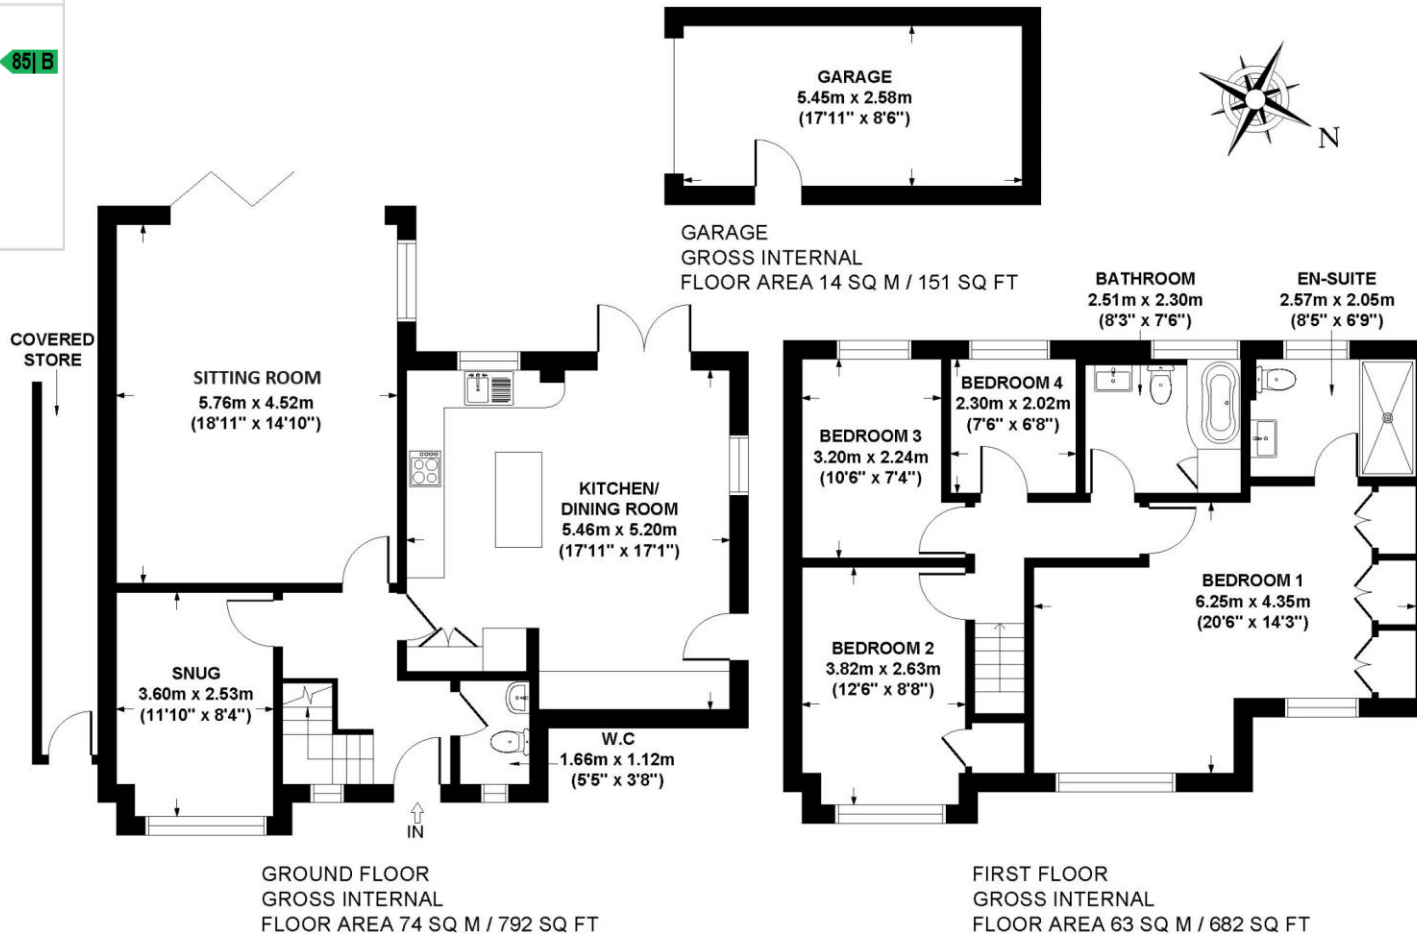 85| B
GARAGE
5.45m x 2.58m
(17'11" x 8'6")
N
GARAGE
GROSS INTERNAL
FLOOR AREA 14 SQ M / 151 SQ FT
COVERED
STORE
SITTING ROOM
5.76m x 4.52m
(18'11" x 14'10")
KITCHEN/
DINING ROOM
5.46m x 5.20m
(17'11" x 17'1")
SNUG
3.60m x 2.53m
(11'10" x 8'4")
W.C
1.66m x 1.12m
(5'5" x 3'8")
IN
GROUND FLOOR
GROSS INTERNAL
FLOOR AREA 74 SQ M / 792 SQ FT
BATHROOM
2.51m x 2.30m
(8'3" x 7'6")
EN-SUITE
2.57m x 2.05m
(8'5" x 6'9")
BEDROOM 4
2.30m x 2.02m
(7'6" x 6'8")
BEDROOM 3
3.20m x 2.24m
(10'6" x 7'4")
BEDROOM 1
6.25m x 4.35m
(20'6" x 14'3")
BEDROOM 2
3.82m x 2.63m
(12'6" x 8'8")
FIRST FLOOR
GROSS INTERNAL
FLOOR AREA 63 SQ M / 682 SQ FT